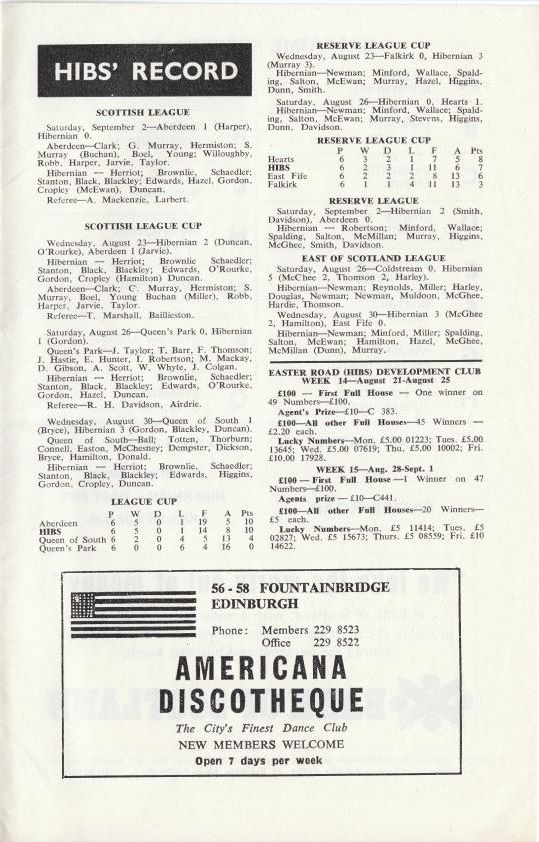 HIBS' RECORD
SCOTTISH LEAGUE
Saturday, September 2—Aberdeen 1 (Harper),
Hibernian 0.
Aberdeen—Clark; G. Murray, Hermiston; S.
Murray (Buchan), Boel, Young; Willoughby,
Robb, Harper, Jarvie, Taylor.
Hibernian — Herriot; Brownlie, Schaedler;
Stanton, Black, Blackley; Edwards, Hazel, Gordon,
Cropley (McEwan), Duncan.
Referee—A. Mackenzie, Larbert.
SCOTTISH LEAGUE CUP
Wednesday, August 23—Hibernian 2 (Duncan,
O'Rourke), Aberdeen 1 (Jarvie).
Hibernian — Herriot; Brownlie Schaedler;
Stanton, Black, Blackley; Edwards, O'Rourke,
Gordon, Cropley (Hamilton) Duncan.
Aberdeen—Clark; C. Murray, Hermiston; S.
Murray, Boel, Young Buchan (Miller), Robb,
Harper, Jarvie, Taylor.
Referee—T. Marshall, Baillieston.
Saturday, August 26—Queen's Park 0, Hibernian
1 (Gordon).
Queen's Park—J. Taylor; T. Barr, F. Thomson;
J. Hastie, E. Hunter, I. Robertson; M. Mackay,
D. Gibson, A. Scott, W. Whyte, J. Colgan.
Hibernian — Herriot; Brownlie, Schaedler;
Stanton, Black, Blackley; Edwards, O'Rourke,
Gordon, Hazel, Duncan.
Referee—R. H. Davidson, Airdrie.
Wednesday, August 30—Queen of South 1
(Bryce), Hibernian 3 (Gordon, Blackley, Duncan).
Queen of South—Ball; Totten, Thorburn;
Connell, Easton, McChesney; Dempster, Dickson,
Bryce, Hamilton, Donald.
Hibernian — Herriot; Brownlie, Schaedler;
Stanton, Black, Blackley; Edwards, Higgins,
Gordon, Cropley, Duncan.
LEAGUE CUP
P W D L F A Pts
Aberdeen 6 5 0 1 19 5 10
HIBS 6 5 0 1 14 8 10
Queen of South 6 2 0 4 5 13 4
Queen's Park 6 0 0 6 4 16 0
RESERVE LEAGUE CUP
Wednesday, August 23—Falkirk 0, Hibernian 3
(Murray 3).
Hibernian—Newman; Minford, Wallace, Spald-
ing, Salton, McEwan; Murray, Hazel, Higgins,
Dunn, Smith.
Saturday, August 26—Hibernian 0, Hearts 1.
Hibernian—Newman; Minford, Wallace, Spald-
ing, Salton, McEwan; Murray, Stevens, Higgins,
Dunn, Davidson.
RESERVE LEAGUE CUP
P W D L F A Pts
Hearts 6 3 2 1 7 5 8
HIBS 6 2 3 1 11 6 7
East Fife 6 2 2 2 8 13 6
Falkirk 6 1 1 4 11 13 3
RESERVE LEAGUE
Saturday, September 2—Hibernian 2 (Smith,
Davidson), Aberdeen 0.
Hibernian — Robertson; Minford, Wallace;
Spalding, Salton, McMillan; Murray, Higgins,
McGhee, Smith, Davidson.
EAST OF SCOTLAND LEAGUE
Saturday, August 26—Coldstream 0, Hibernian
5 (McGhee 2, Thomson 2, Harley).
Hibernian—Newman; Reynolds, Miller; Harley,
Douglas, Newman; Newman, Muldoon, McGhee,
Hardie, Thomson.
Wednesday, August 30—Hibernian 3 (McGhee
2, Hamilton), East Fife 0.
Hibernian—Newman; Minford, Miller; Spalding,
Salton, McEwan; Hamilton, Hazel, McGhee,
McMillan (Dunn), Murray.
EASTER ROAD (HIBS) DEVELOPMENT CLUB
WEEK 14—August 21-August 25
£100 — First Full House — One winner on
49 Numbers—£100.
Agent's Prize—£10—C 383.
£100—All other Full Houses—45 Winners—
£2.20 each.
Lucky Numbers—Mon. £5.00 01223; Tues. £5.00
13645; Wed. £5.00 07619; Thu. £5.00 10002; Fri.
£10.00 17928.
WEEK 15—Aug. 28-Sept. 1
£100 — First Full House —1 Winner on 47
Numbers—£100.
Agents prize — £10—C441.
£100—All other Full Houses—20 Winners—
£5 each.
Lucky Numbers—Mon. £5 11414; Tues. £5
02827; Wed. £5 15673; Thurs. £5 08559; Fri. £10
14622.
56 - 58 FOUNTAINBRIDGE
EDINBURGH
Phone: Members 229 8523
Office 229 8522
AMERICANA
DISCOTHEQUE
The City's Finest Dance Club
NEW MEMBERS WELCOME
Open 7 days per week